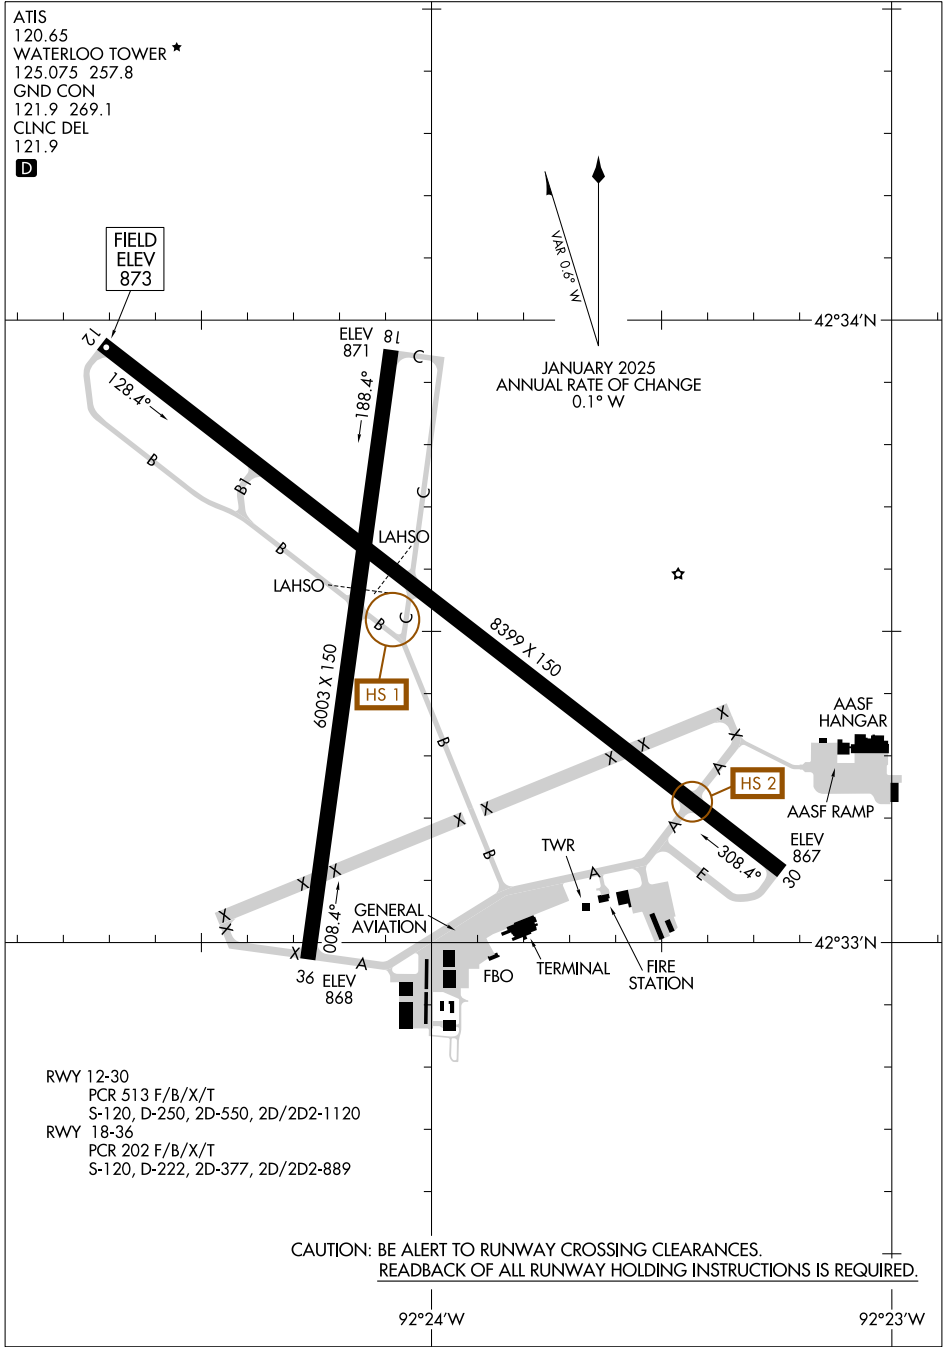 ATIS
120.65
WATERLOO TOWER ★
125.075 257.8
GND CON
121.9 269.1
CLNC DEL
121.9
D
VAR 0.6° W
FIELD
ELEV
873
42°34'N
JANUARY 2025
ANNUAL RATE OF CHANGE
0.1° W
12
ELEV
871
18
C
128.4°
188.4°
B
B1
C
LAHSO
B
LAHSO
B
C
8399 X 150
6003 X 150
HS 1
X
X
AASF
HANGAR
B
X
X
A
HS 2
AASF RAMP
X
X
A
ELEV
867
308.4°
30
TWR
B
A
E
X
X
008.4°
X
X
GENERAL
AVIATION
42°33'N
X
A
36
ELEV
868
FBO
TERMINAL
FIRE
STATION
RWY 12-30
PCR 513 F/B/X/T
S-120, D-250, 2D-550, 2D/2D2-1120
RWY 18-36
PCR 202 F/B/X/T
S-120, D-222, 2D-377, 2D/2D2-889
CAUTION: BE ALERT TO RUNWAY CROSSING CLEARANCES.
READBACK OF ALL RUNWAY HOLDING INSTRUCTIONS IS REQUIRED.
92°24'W
92°23'W